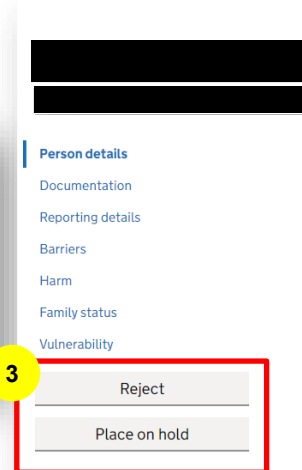 Person details
Documentation
Reporting details
Barriers
Harm
Family status
Vulnerability
3
Reject
Place on hold